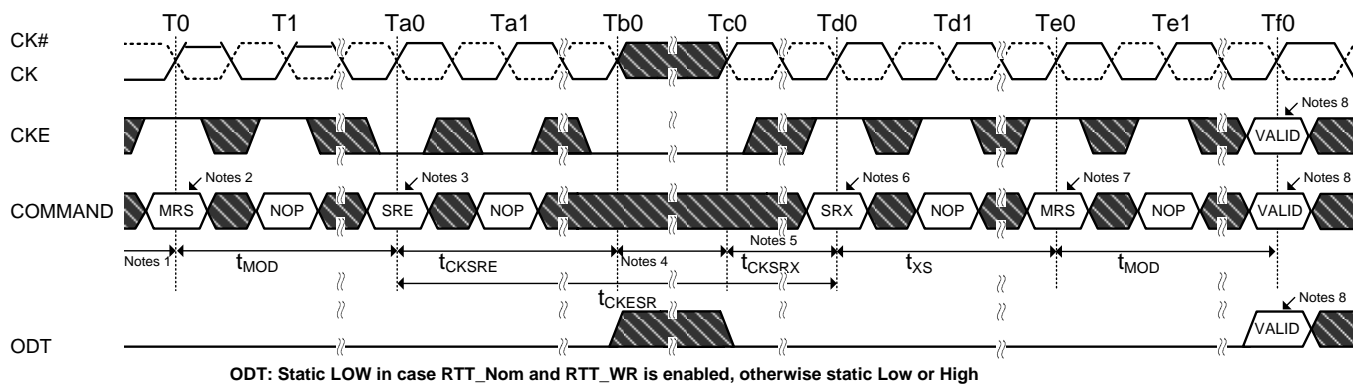 T0 T1 Ta0 Ta1 Tb0 Tc0 Td0 Td1 Te0 Te1 Tf0
CK#
CK
Notes 8
CKE
VALID
Notes 2 Notes 3 Notes 6 Notes 7 Notes 8
COMMAND MRS NOP SRE NOP SRX NOP MRS NOP VALID
Notes 5
Notes 1 tMOD tCKSRE Notes 4 tCKSRX tXS tMOD
tCKESR
Notes 8
VALID
ODT
ODT: Static LOW in case RTT_Nom and RTT_WR is enabled, otherwise static Low or High